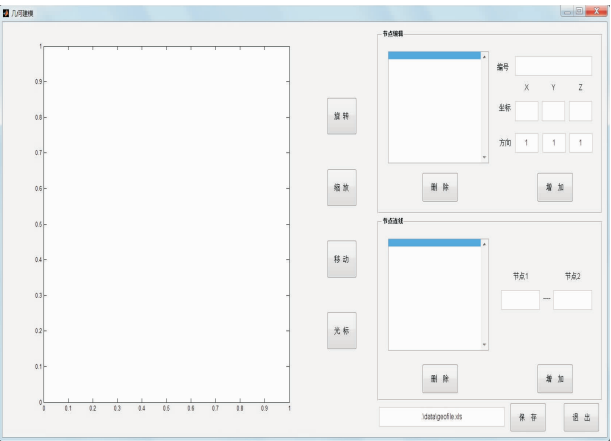 几何建模
1
0.9
0.8
0.7
0.6
0.5
0.4
0.3
0.2
0.1
0
0 0.1 0.2 0.3 0.4 0.5 0.6 0.7 0.8 0.9 1
旋 转
缩 放
移 动
光 标
节点编辑
编号
X Y Z
坐标
方向 1 1 1
删 除 增 加
节点连线
节点1 节点2
—
删 除 增 加
\data\geofile.xls 保 存 退 出